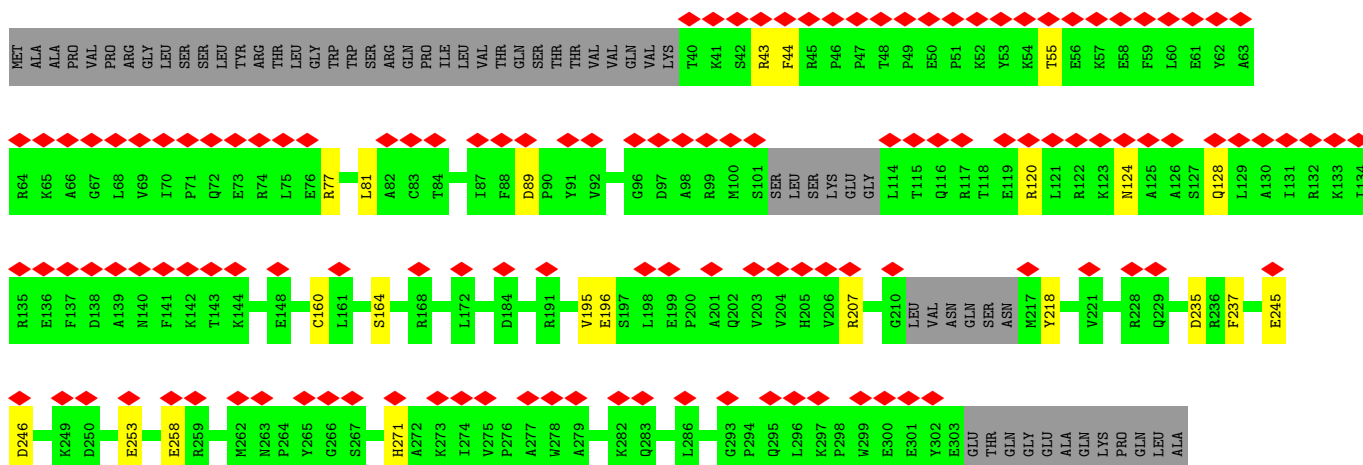 MET ALA ALA PRO VAL PRO ARG GLY LEU SER SER LEU TYR ARG THR LEU GLY TRP TRP SER ARG GLN PRO ILE LEU VAL THR GLN SER THR THR VAL VAL GLN VAL LYS T40 K41 S42 R43 F44 R45 P46 P47 T48 P49 E50 P51 K52 Y53 K54 T55 E56 K57 E58 F59 L60 E61 Y62 A63
R64 K65 A66 G67 L68 V69 I70 P71 Q72 E73 R74 L75 E76 R77 L81 A82 C83 T84 I87 F88 D89 P90 Y91 V92 G96 D97 A98 R99 M100 S101 SER LEU SER LYS GLU GLY L114 T115 Q116 R117 T118 E119 R120 L121 R122 K123 N124 A125 A126 S127 Q128 L129 A130 I131 R132 K133 I134
R135 E136 F137 D138 A139 N140 F141 K142 T143 K144 E148 C160 L161 S164 R168 L172 D184 R191 V195 E196 S197 L198 E199 P200 A201 Q202 V203 V204 H205 V206 R207 G210 LEU VAL ASN GLN SER ASN M217 Y218 V221 R228 Q229 D235 R236 F237 E245
D246 K249 D250 E253 E258 R259 M262 N263 P264 Y265 G266 S267 H271 A272 K273 I274 V275 P276 A277 W278 A279 K282 Q283 L286 G293 P294 Q295 L296 K297 P298 W299 E300 E301 Y302 E303 GLU THR GLN GLY GLU ALA GLN LYS PRO GLN LEU ALA